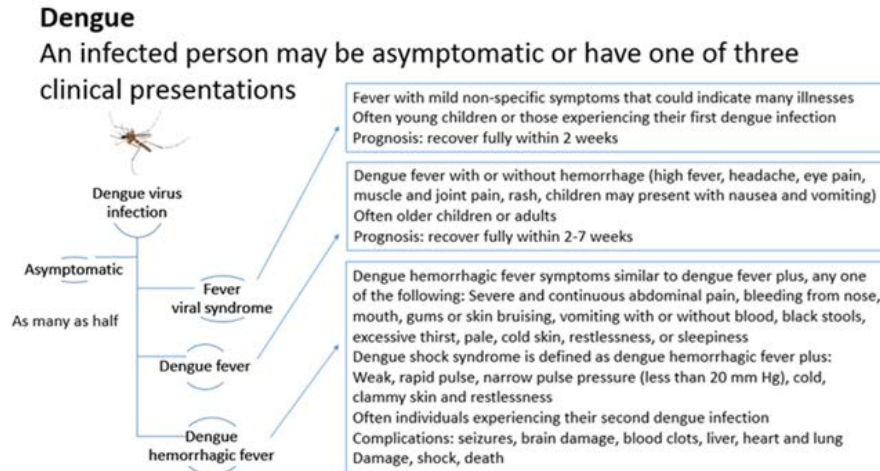 Dengue
An infected person may be asymptomatic or have one of three
clinical presentations
Dengue virus
infection
Asymptomatic
As many as half
Fever
viral syndrome
Dengue fever
Dengue
hemorrhagic fever
Fever with mild non-specific symptoms that could indicate many illnesses
Often young children or those experiencing their first dengue infection
Prognosis: recover fully within 2 weeks
Dengue fever with or without hemorrhage (high fever, headache, eye pain,
muscle and joint pain, rash, children may present with nausea and vomiting)
Often older children or adults
Prognosis: recover fully within 2-7 weeks
Dengue hemorrhagic fever symptoms similar to dengue fever plus, any one
of the following: Severe and continuous abdominal pain, bleeding from nose,
mouth, gums or skin bruising, vomiting with or without blood, black stools,
excessive thirst, pale, cold skin, restlessness, or sleepiness
Dengue shock syndrome is defined as dengue hemorrhagic fever plus:
Weak, rapid pulse, narrow pulse pressure (less than 20 mm Hg), cold,
clammy skin and restlessness
Often individuals experiencing their second dengue infection
Complications: seizures, brain damage, blood clots, liver, heart and lung
Damage, shock, death